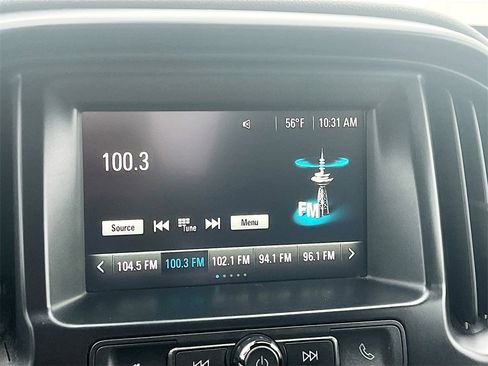 56°F 10:31 AM
100.3
FM
Source Tune Menu
104.5 FM 100.3 FM 102.1 FM 94.1 FM 96.1 FM